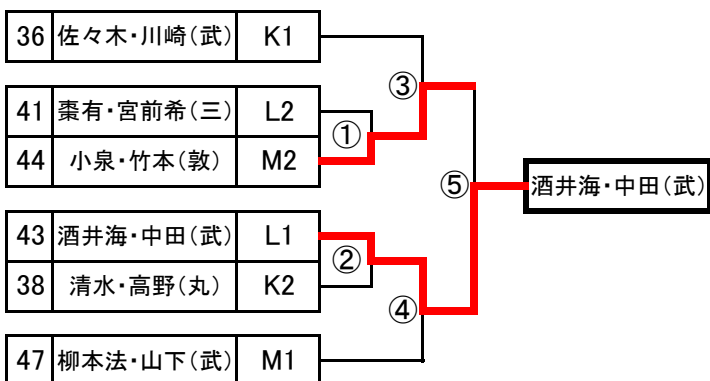 36 佐々木・川崎(武) K1
③
41 棗有・宮前希(三) L2
①
44 小泉・竹本(敦) M2
⑤ 酒井海・中田(武)
43 酒井海・中田(武) L1
②
38 清水・高野(丸) K2
④
47 柳本法・山下(武) M1